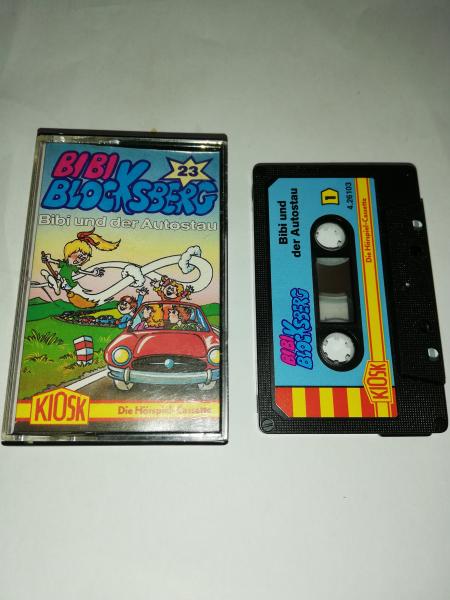 BIBI
BLOCKSBERG
23
Bibi und der Autostau
KIOSK
Die Hörspiel-Cassette
BIBI
BLOCKSBERG
Bibi und
der Autostau
1
KIOSK
Die Hörspiel-Cassette
4.26103